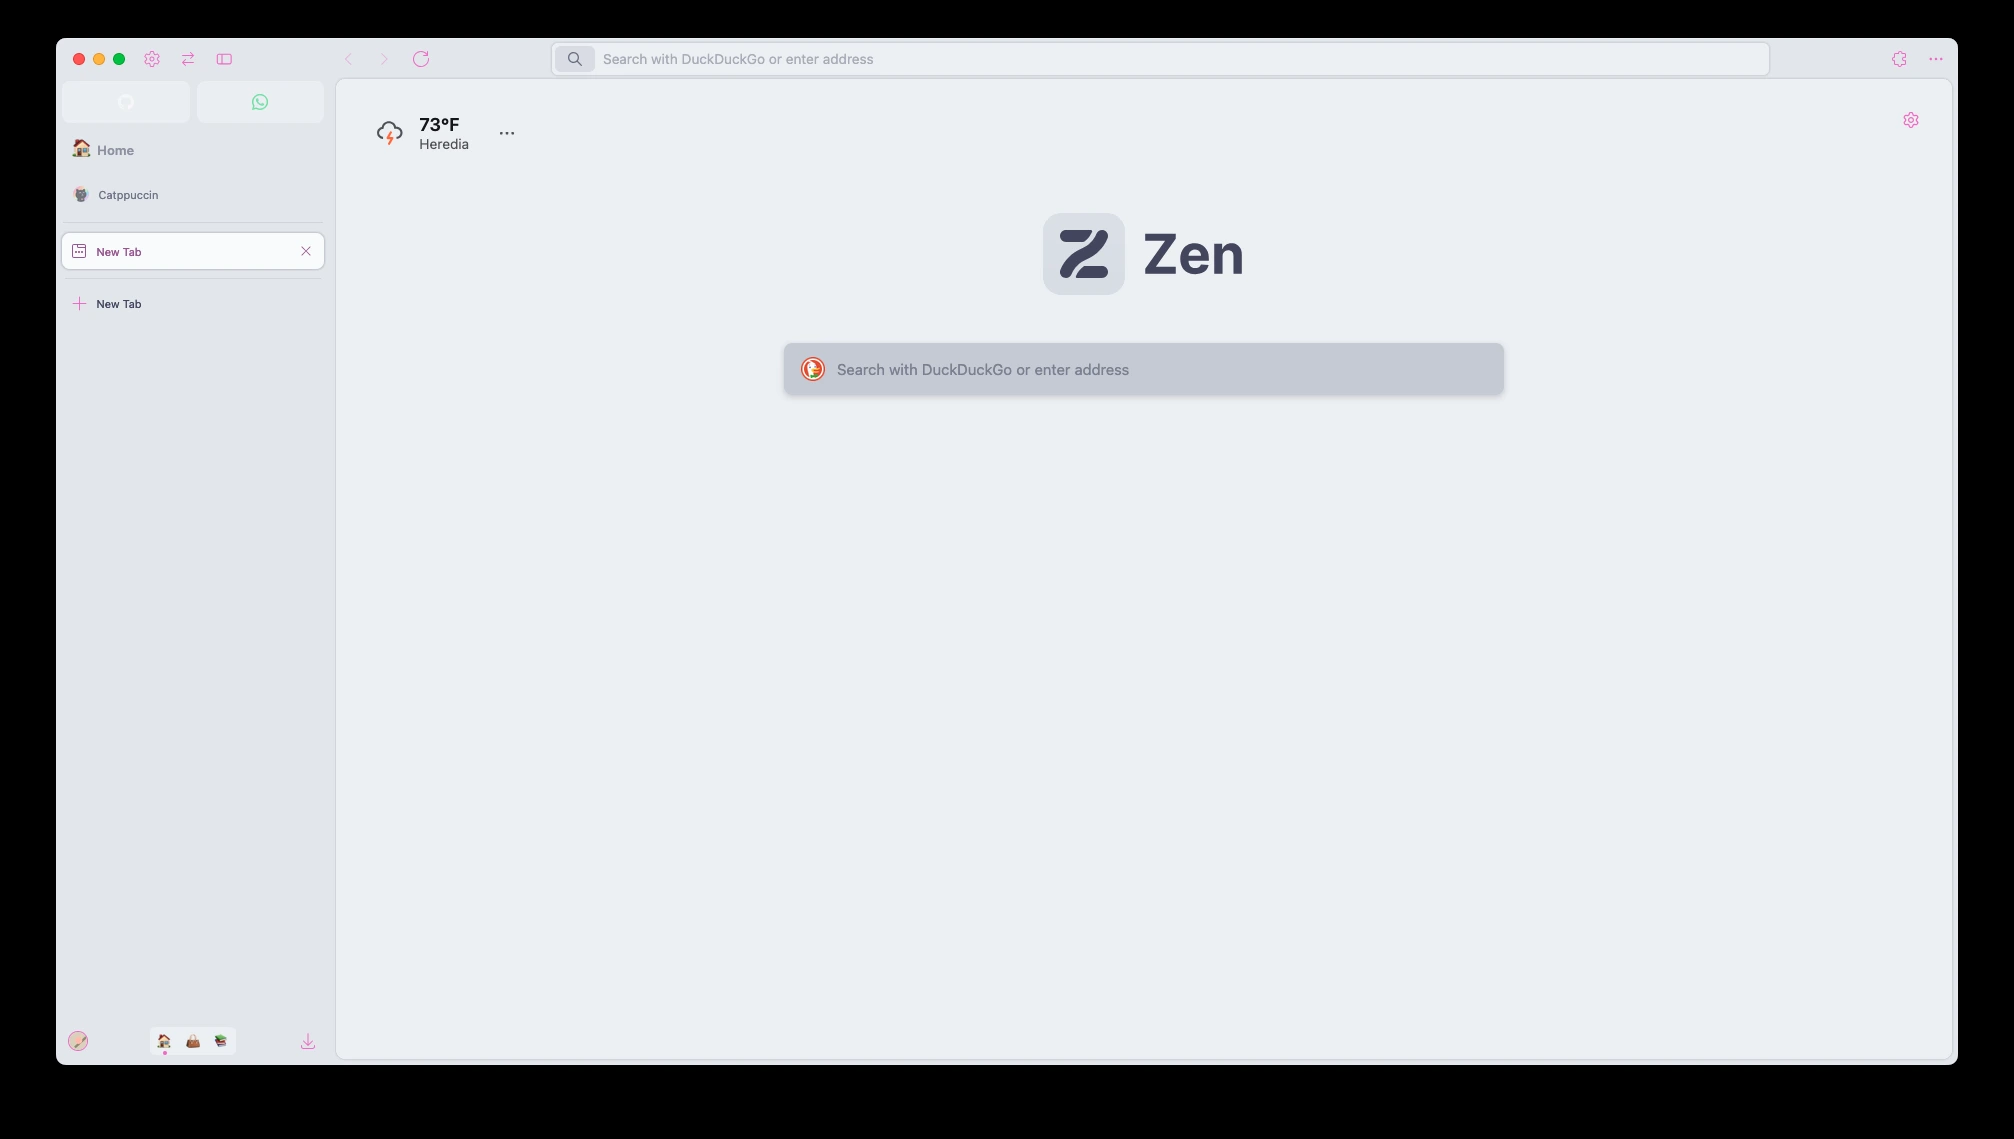 Search with DuckDuckGo or enter address
Home
Catppuccin
New Tab
New Tab
73°F
Heredia
Zen
Search with DuckDuckGo or enter address